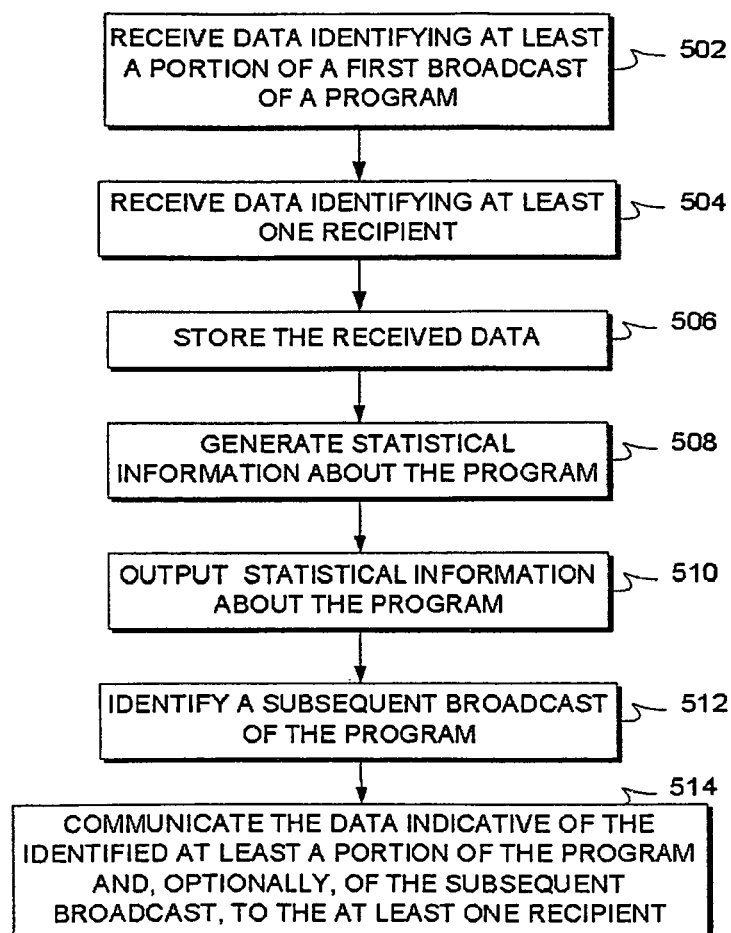 RECEIVE DATA IDENTIFYING AT LEAST
A PORTION OF A FIRST BROADCAST
OF A PROGRAM
502
RECEIVE DATA IDENTIFYING AT LEAST
ONE RECIPIENT
504
STORE THE RECEIVED DATA
506
GENERATE STATISTICAL
INFORMATION ABOUT THE PROGRAM
508
OUTPUT STATISTICAL INFORMATION
ABOUT THE PROGRAM
510
IDENTIFY A SUBSEQUENT BROADCAST
OF THE PROGRAM
512
514
COMMUNICATE THE DATA INDICATIVE OF THE
IDENTIFIED AT LEAST A PORTION OF THE PROGRAM
AND, OPTIONALLY, OF THE SUBSEQUENT
BROADCAST, TO THE AT LEAST ONE RECIPIENT